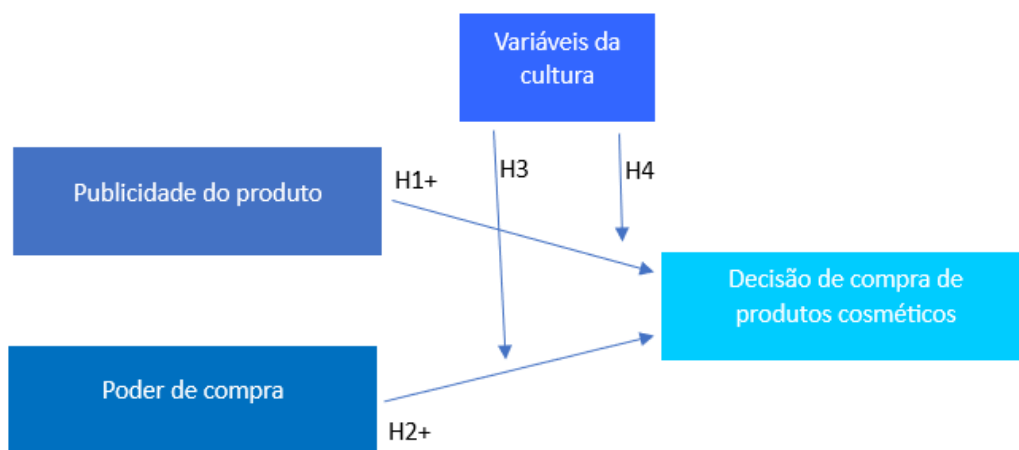 Variáveis da
cultura
Publicidade do produto
H1+
H3
H4
Decisão de compra de
produtos cosméticos
Poder de compra
H2+